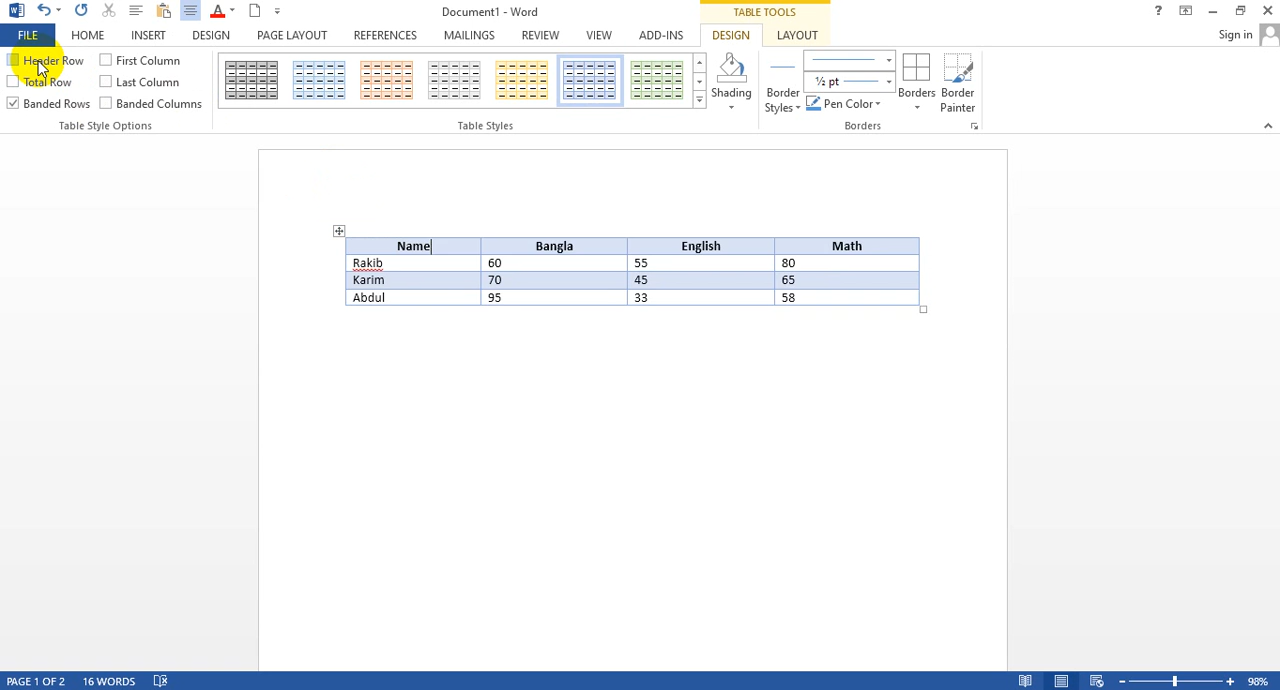 Document1 - Word
TABLE TOOLS
?
FILE HOME INSERT DESIGN PAGE LAYOUT REFERENCES MAILINGS REVIEW VIEW ADD-INS DESIGN LAYOUT Sign in
Header Row First Column
Total Row Last Column
Banded Rows Banded Columns
Table Style Options
Table Styles
Shading
Border Styles
½ pt
Pen Color
Borders
Border Painter
Borders
Name Bangla English Math
Rakib 60 55 80
Karim 70 45 65
Abdul 95 33 58
PAGE 1 OF 2 16 WORDS 98%